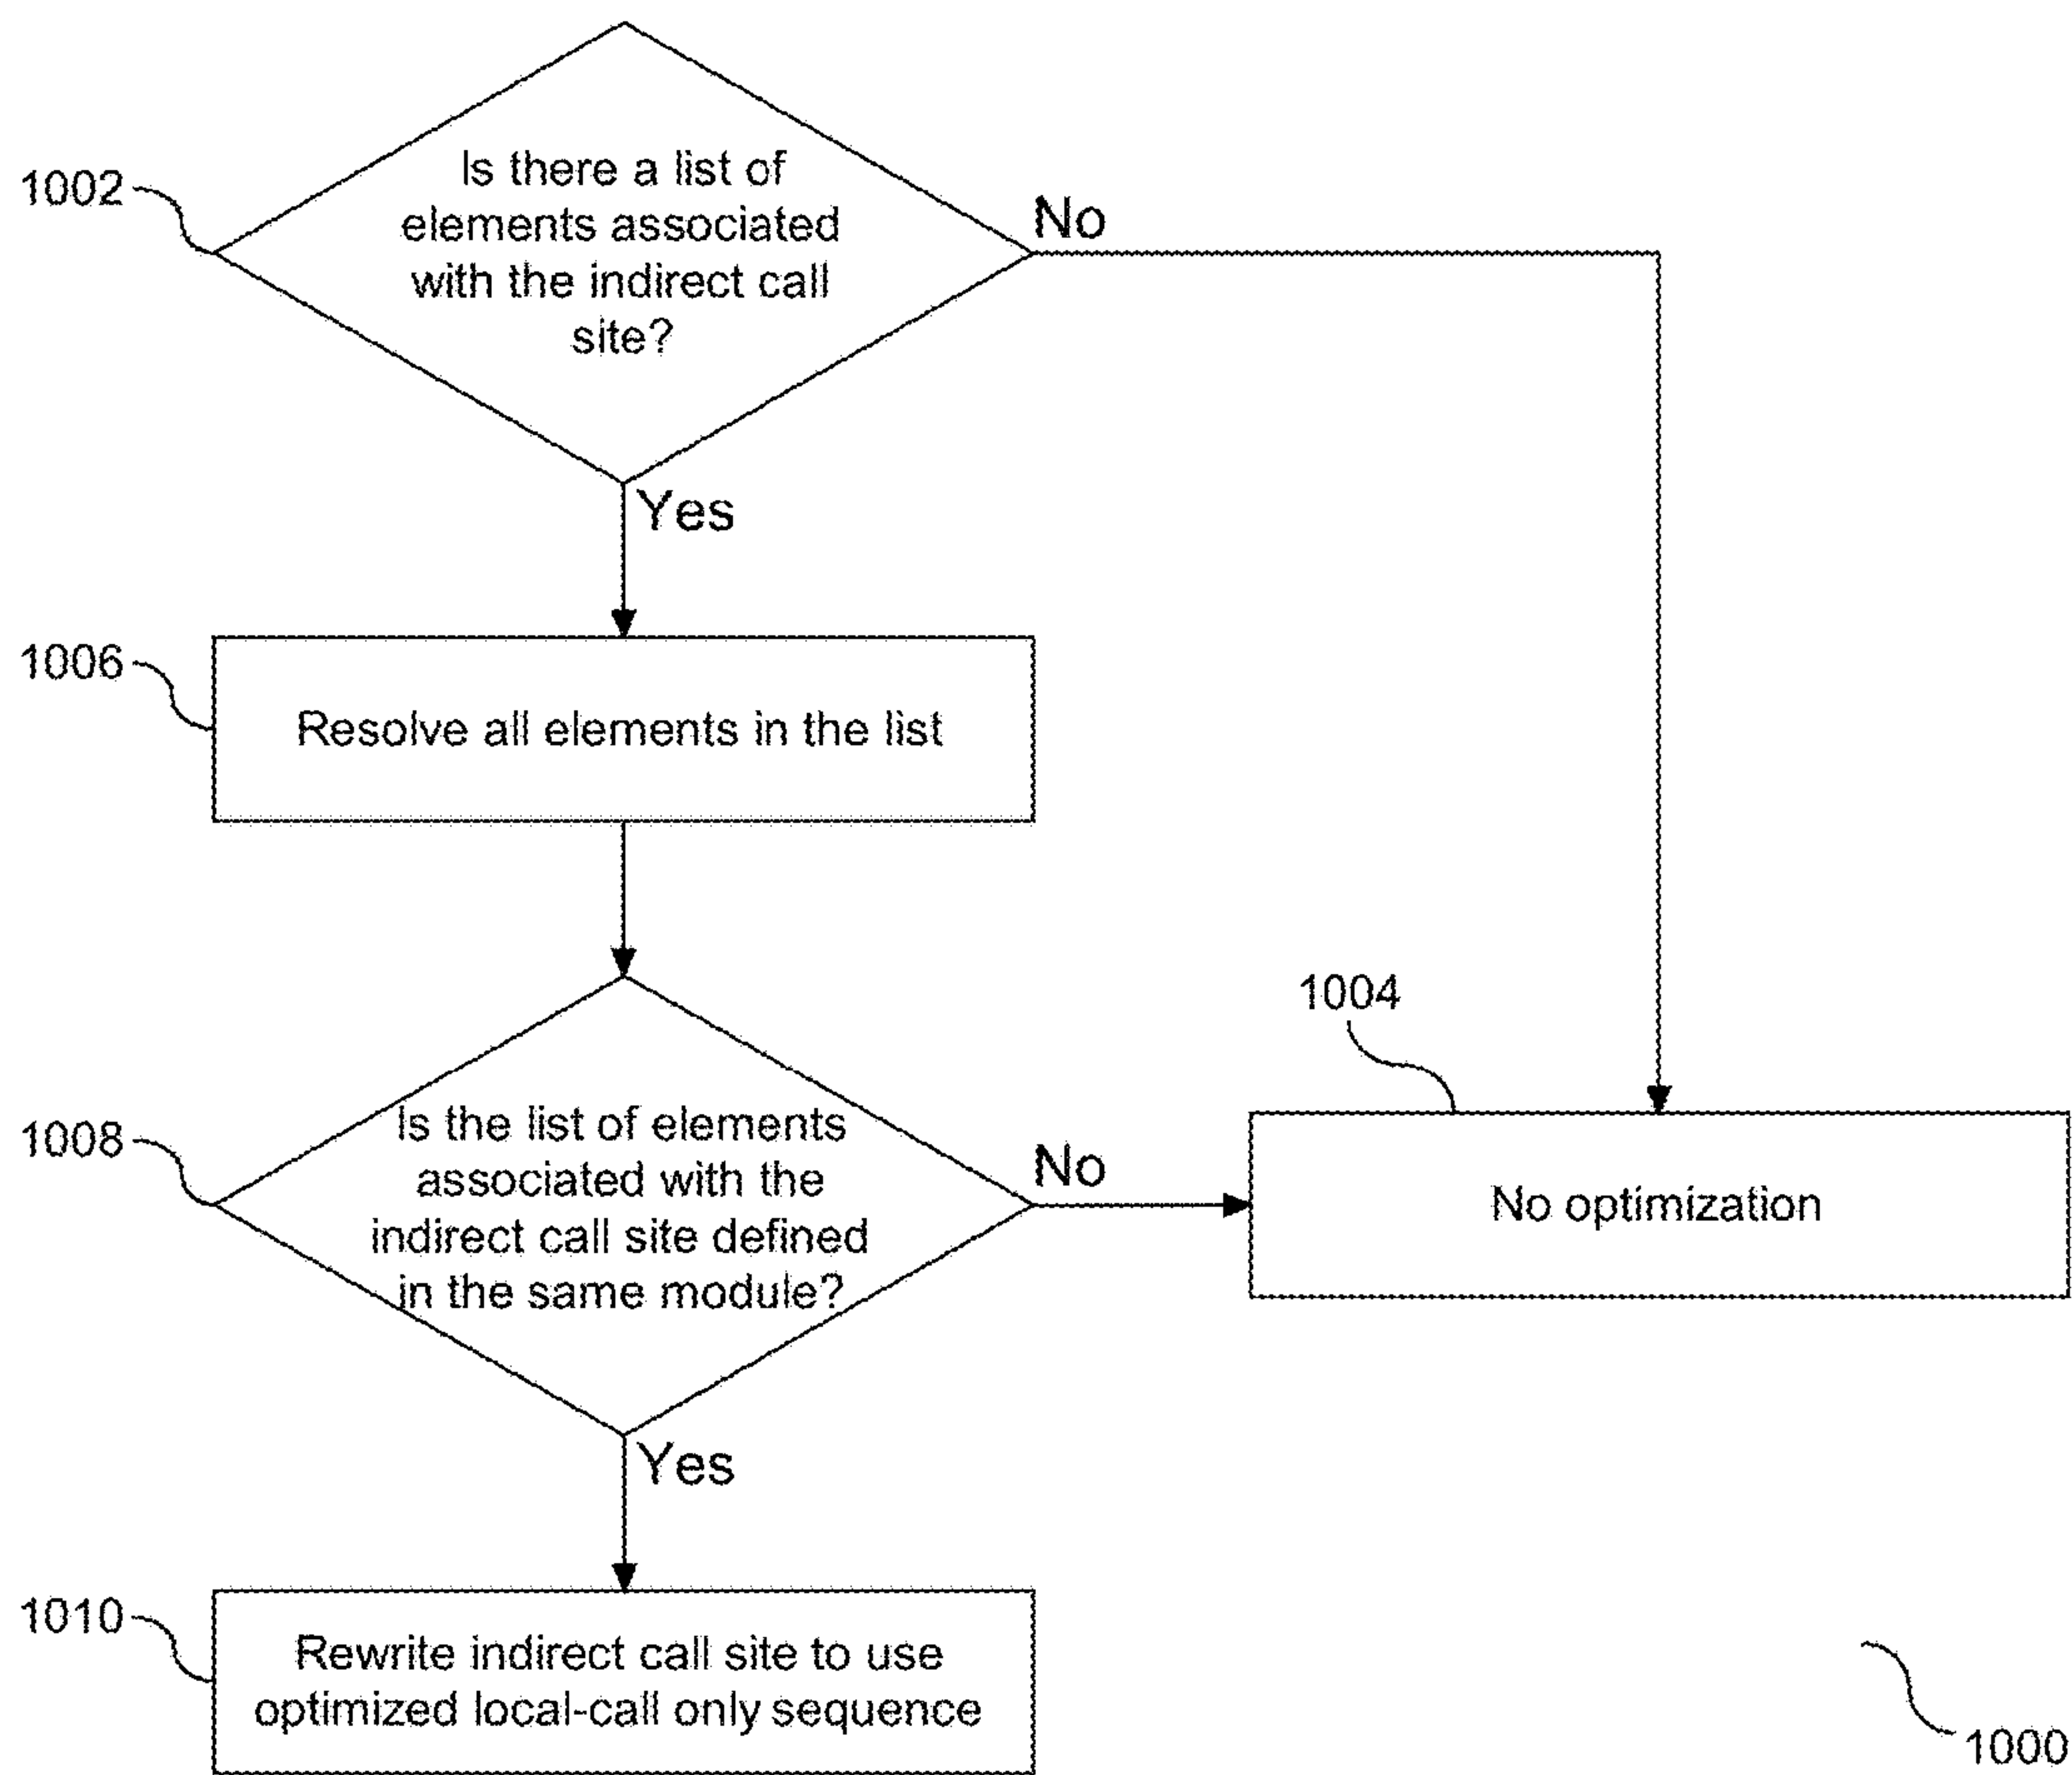 1002
Is there a list of
elements associated
with the indirect call
site?
No
Yes
1006
Resolve all elements in the list
1004
1008
Is the list of elements
associated with the
indirect call site defined
in the same module?
No
No optimization
Yes
1010
Rewrite indirect call site to use
optimized local-call only sequence
1000